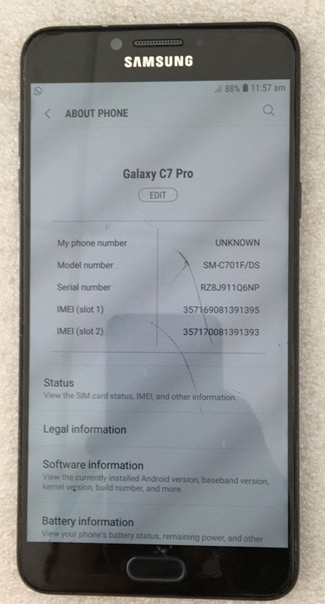 SAMSUNG
88% 11:57 am
ABOUT PHONE
Galaxy C7 Pro
EDIT
My phone number UNKNOWN
Model number SM-C701F/DS
Serial number RZ8J911Q6NP
IMEI (slot 1) 357169081391395
IMEI (slot 2) 357170081391393
Status
View the SIM card status, IMEI, and other information.
Legal information
Software information
View the currently installed Android version, baseband version,
kernel version, build number, and more.
Battery information
View your phone's battery status, remaining power, and other